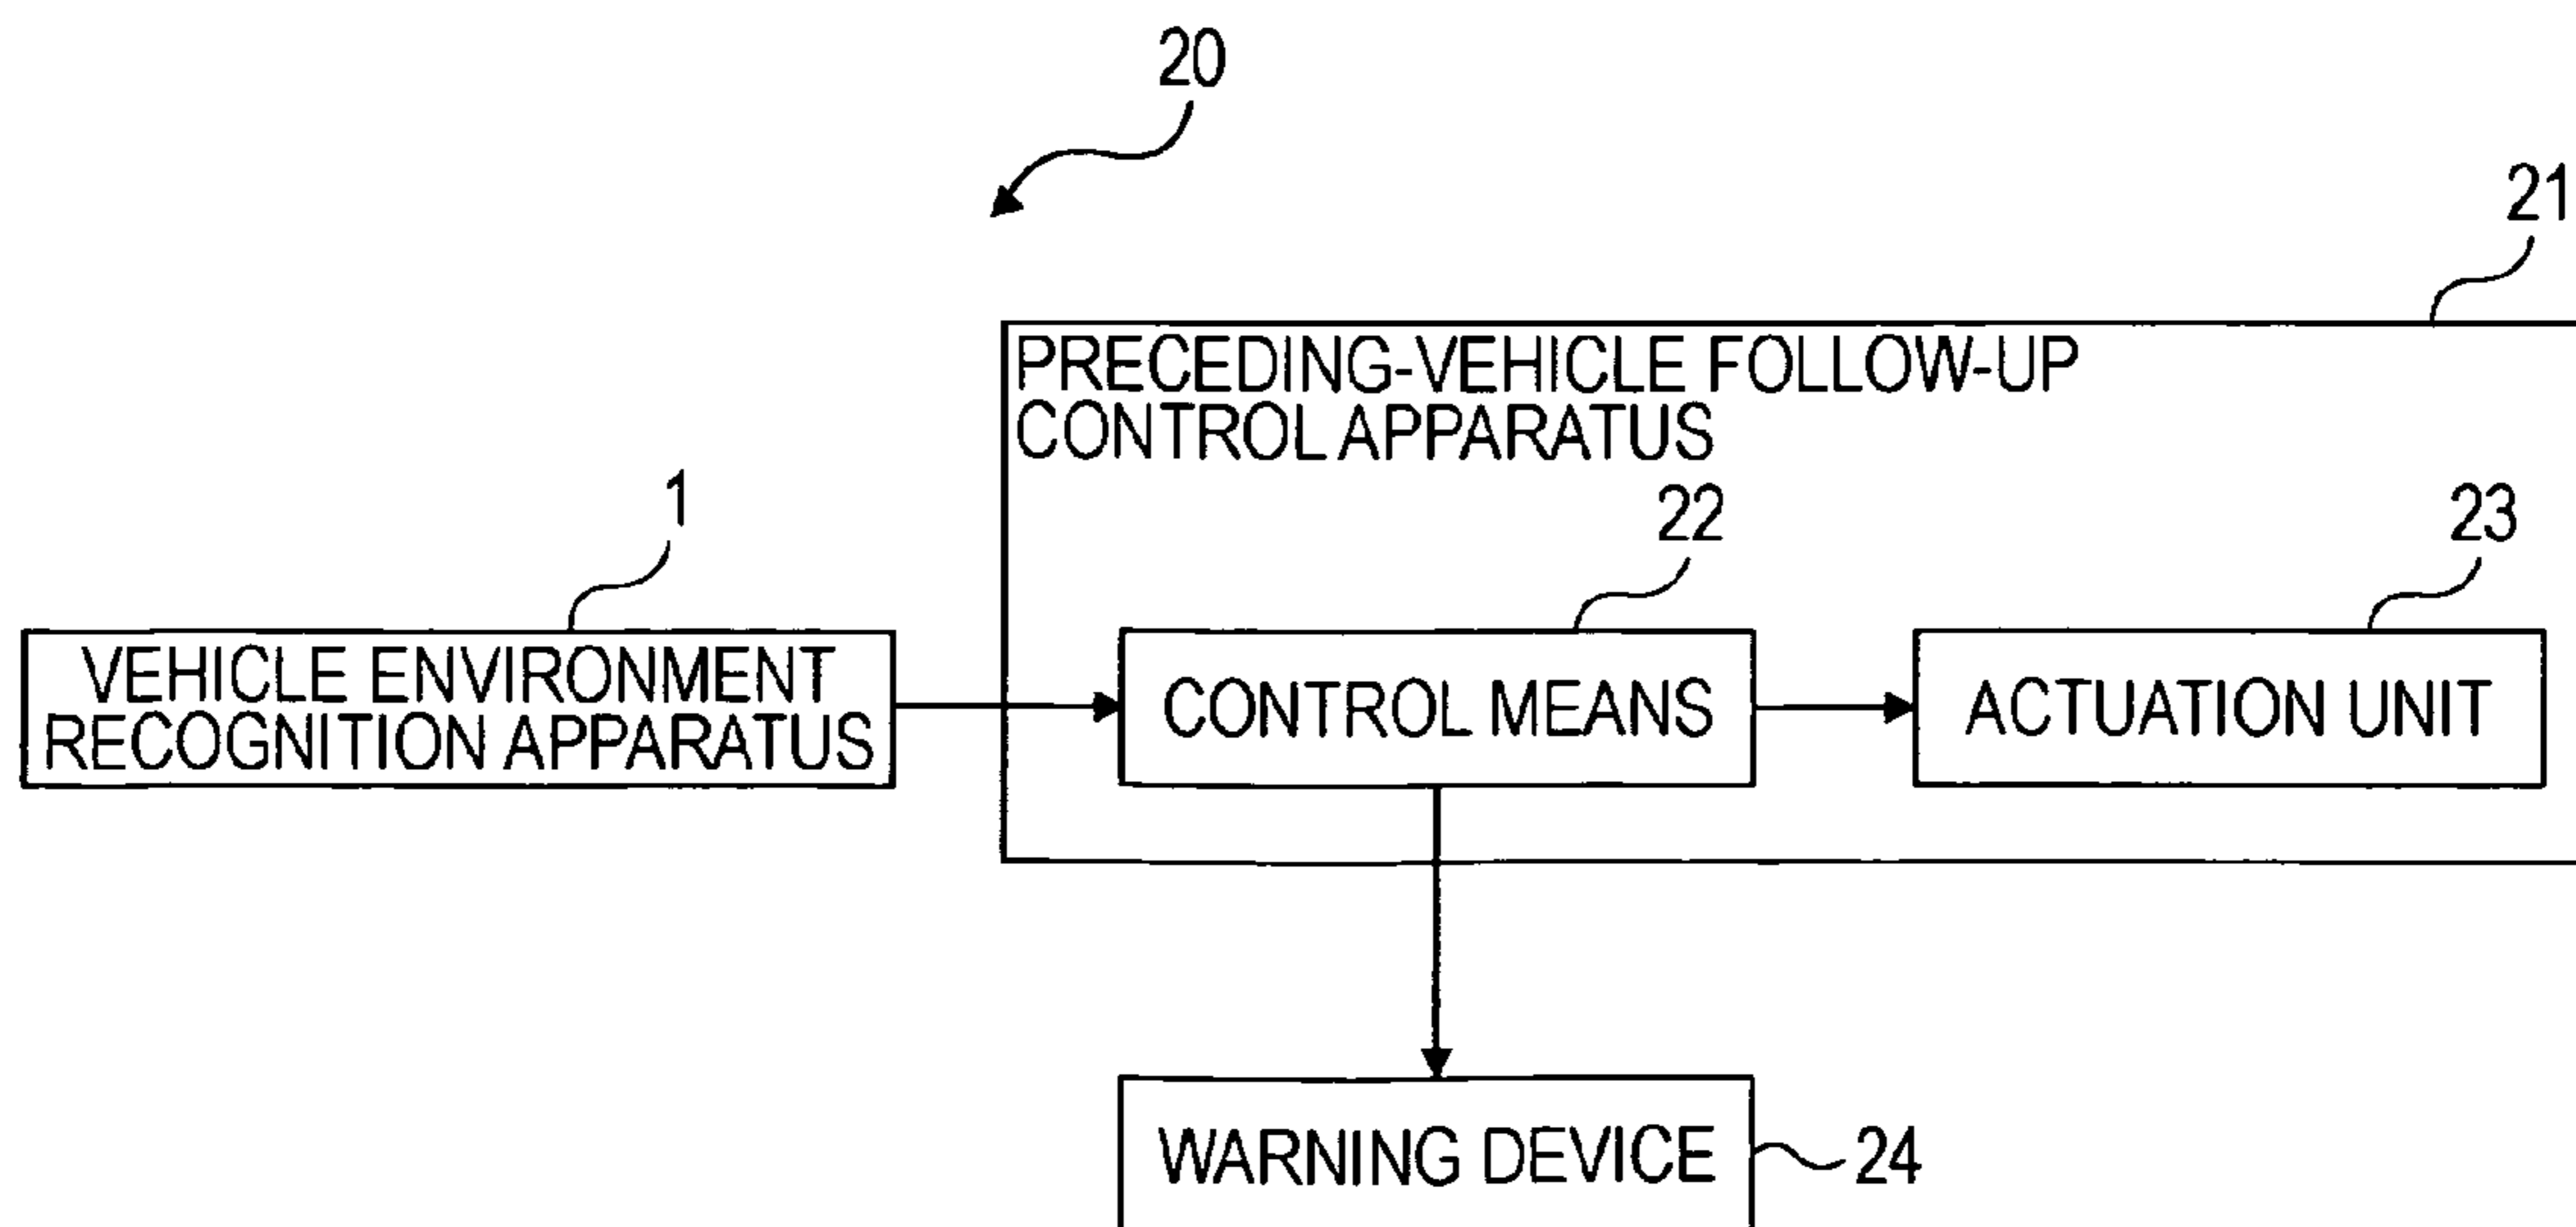 20
21
PRECEDING-VEHICLE FOLLOW-UP
CONTROL APPARATUS
1
22
23
VEHICLE ENVIRONMENT
RECOGNITION APPARATUS
CONTROL MEANS
ACTUATION UNIT
WARNING DEVICE
24